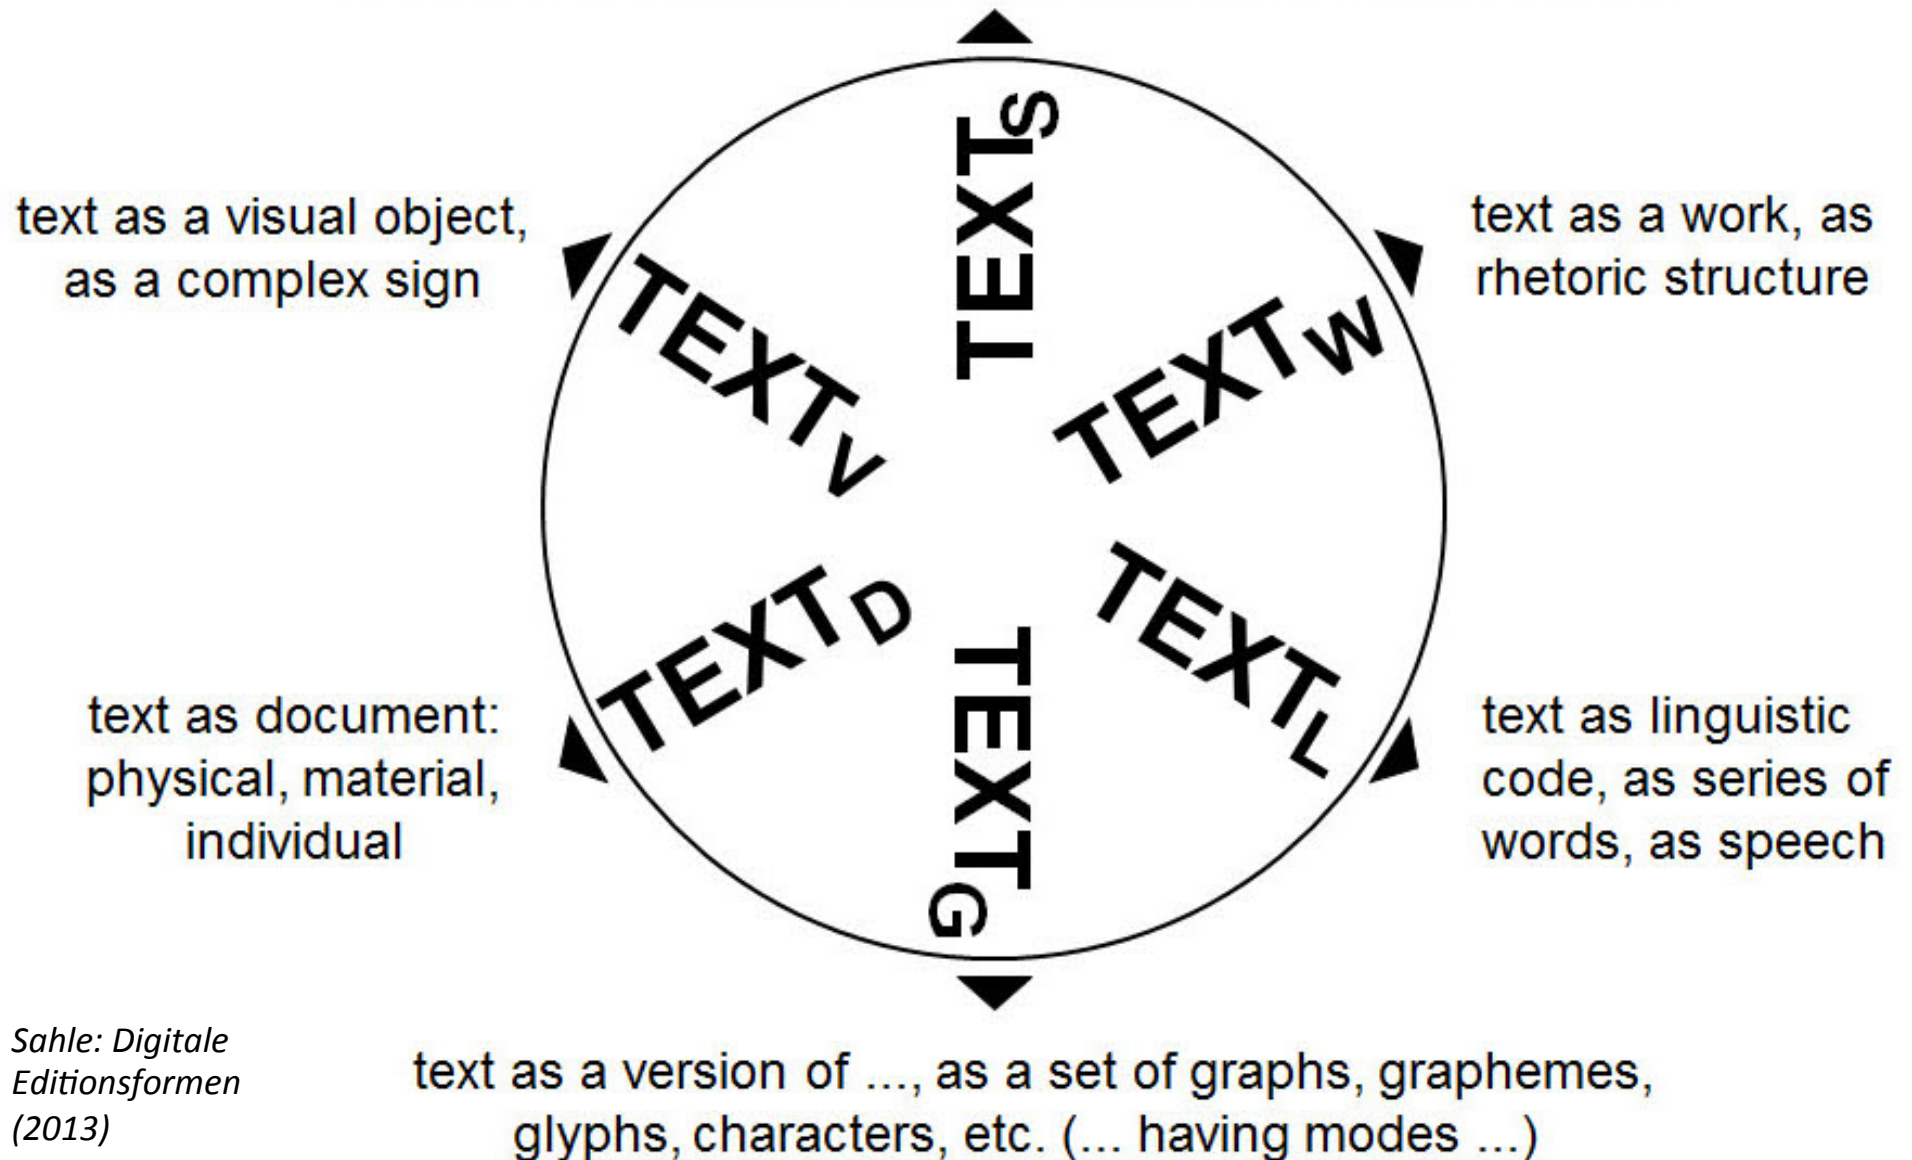 TEXTS
text as a visual object,
as a complex sign
TEXTV
text as a work, as
rhetoric structure
TEXTW
text as document:
physical, material,
individual
TEXTD
text as linguistic
code, as series of
words, as speech
TEXTL
TEXTG
text as a version of ..., as a set of graphs, graphemes,
glyphs, characters, etc. (... having modes ...)
Sahle: Digitale
Editionsformen
(2013)